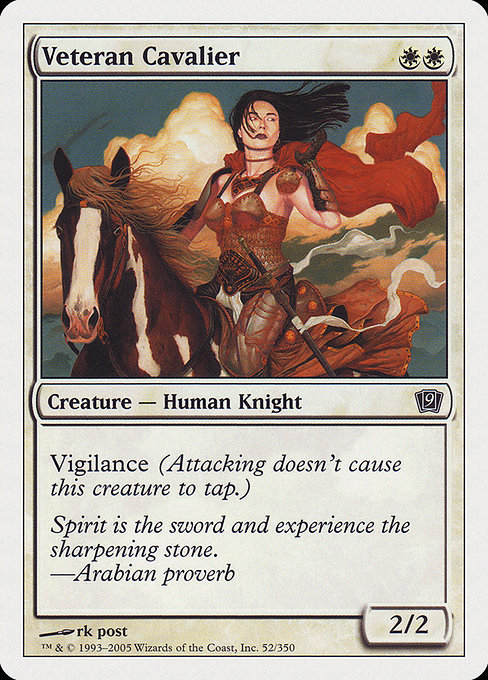 Veteran Cavalier
Creature — Human Knight
9
Vigilance (Attacking doesn't cause
this creature to tap.)
Spirit is the sword and experience the
sharpening stone.
—Arabian proverb
2/2
rk post
™ & © 1993–2005 Wizards of the Coast, Inc. 52/350